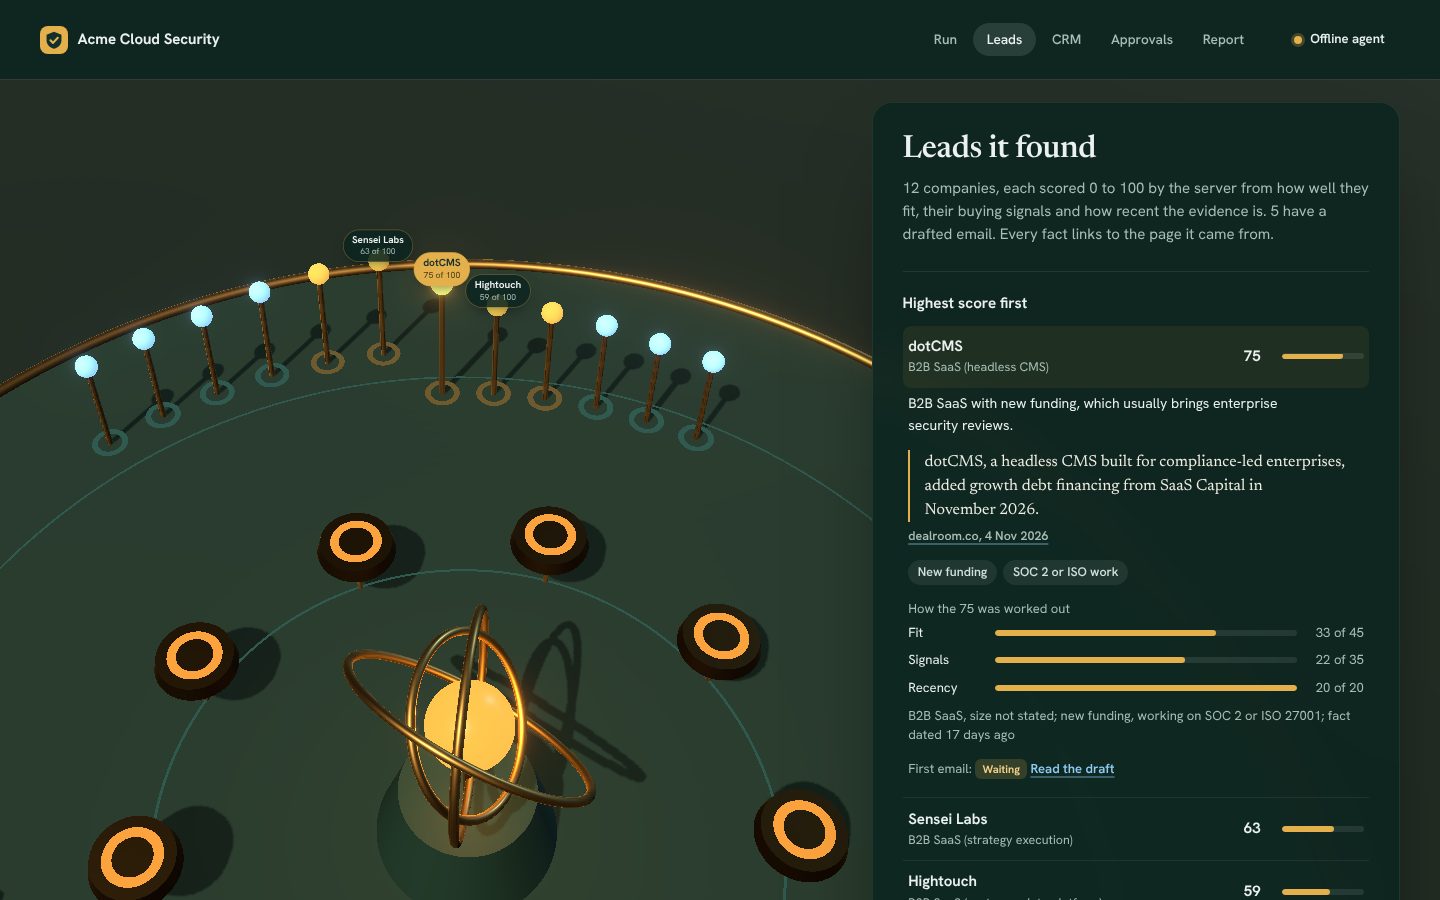 Acme Cloud Security
Run
Leads
CRM
Approvals
Report
Offline agent
Sensei Labs
63 of 100
dotCMS
75 of 100
Hightouch
59 of 100
Leads it found
12 companies, each scored 0 to 100 by the server from how well they
fit, their buying signals and how recent the evidence is. 5 have a
drafted email. Every fact links to the page it came from.
Highest score first
dotCMS
75
B2B SaaS (headless CMS)
B2B SaaS with new funding, which usually brings enterprise
security reviews.
dotCMS, a headless CMS built for compliance-led enterprises,
added growth debt financing from SaaS Capital in
November 2026.
dealroom.co, 4 Nov 2026
New funding
SOC 2 or ISO work
How the 75 was worked out
Fit
33 of 45
Signals
22 of 35
Recency
20 of 20
B2B SaaS, size not stated; new funding, working on SOC 2 or ISO 27001; fact
dated 17 days ago
First email: Waiting Read the draft
Sensei Labs
63
B2B SaaS (strategy execution)
Hightouch
59